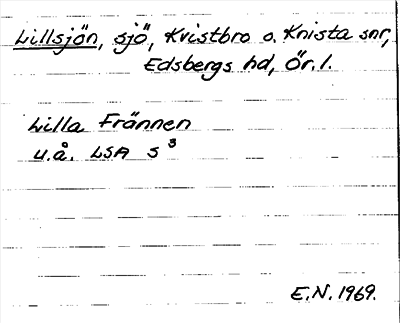 Lillsjön, sjö, Kvistbro o. Knista snr,
Edsbergs hd, Ör. l.
Lilla Frännen
u.å. LSA S³
E.N. 1969.